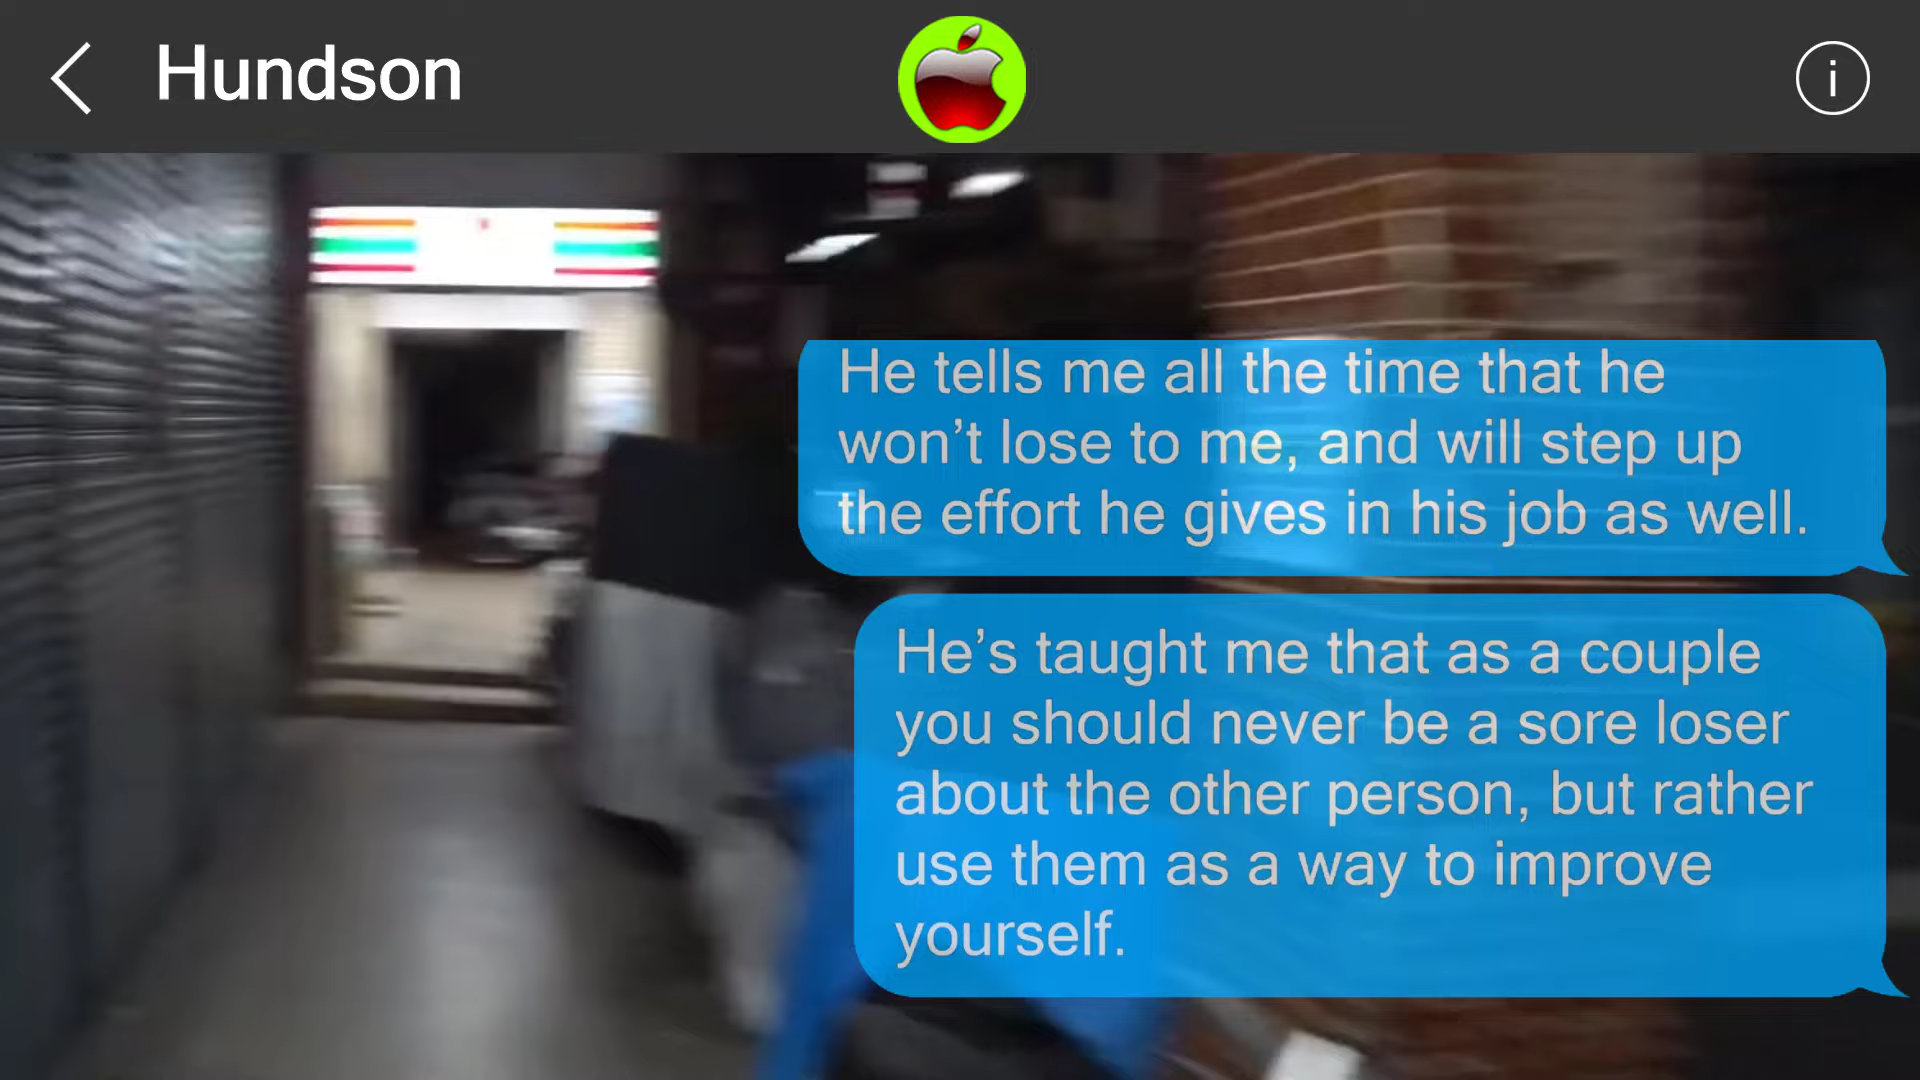 Hundson
He tells me all the time that he
won’t lose to me, and will step up
the effort he gives in his job as well.
He’s taught me that as a couple
you should never be a sore loser
about the other person, but rather
use them as a way to improve
yourself.